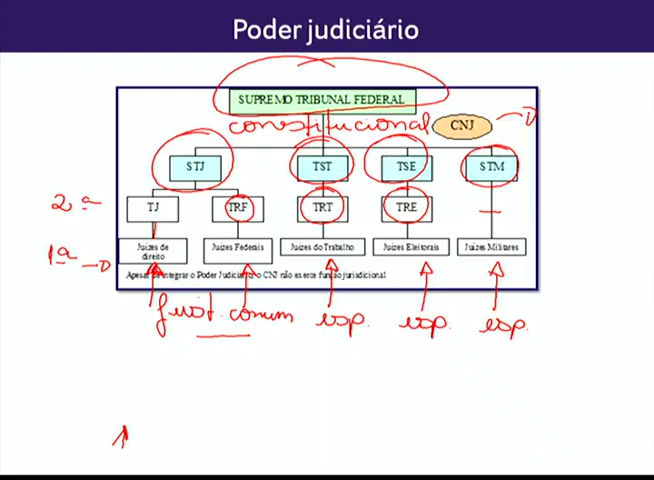 Poder judiciário
SUPREMO TRIBUNAL FEDERAL
constitucional
CNJ
STJ TST TSE STM
2ª TJ TRF TRT TRE
1ª Juizes de direito Juizes Federais Juizes do Trabalho Juizes Eleitorais Juizes Militares
Apesar de integrar o Poder Judiciário o CNJ não exerce função jurisdicional
just. comum esp. esp. esp.